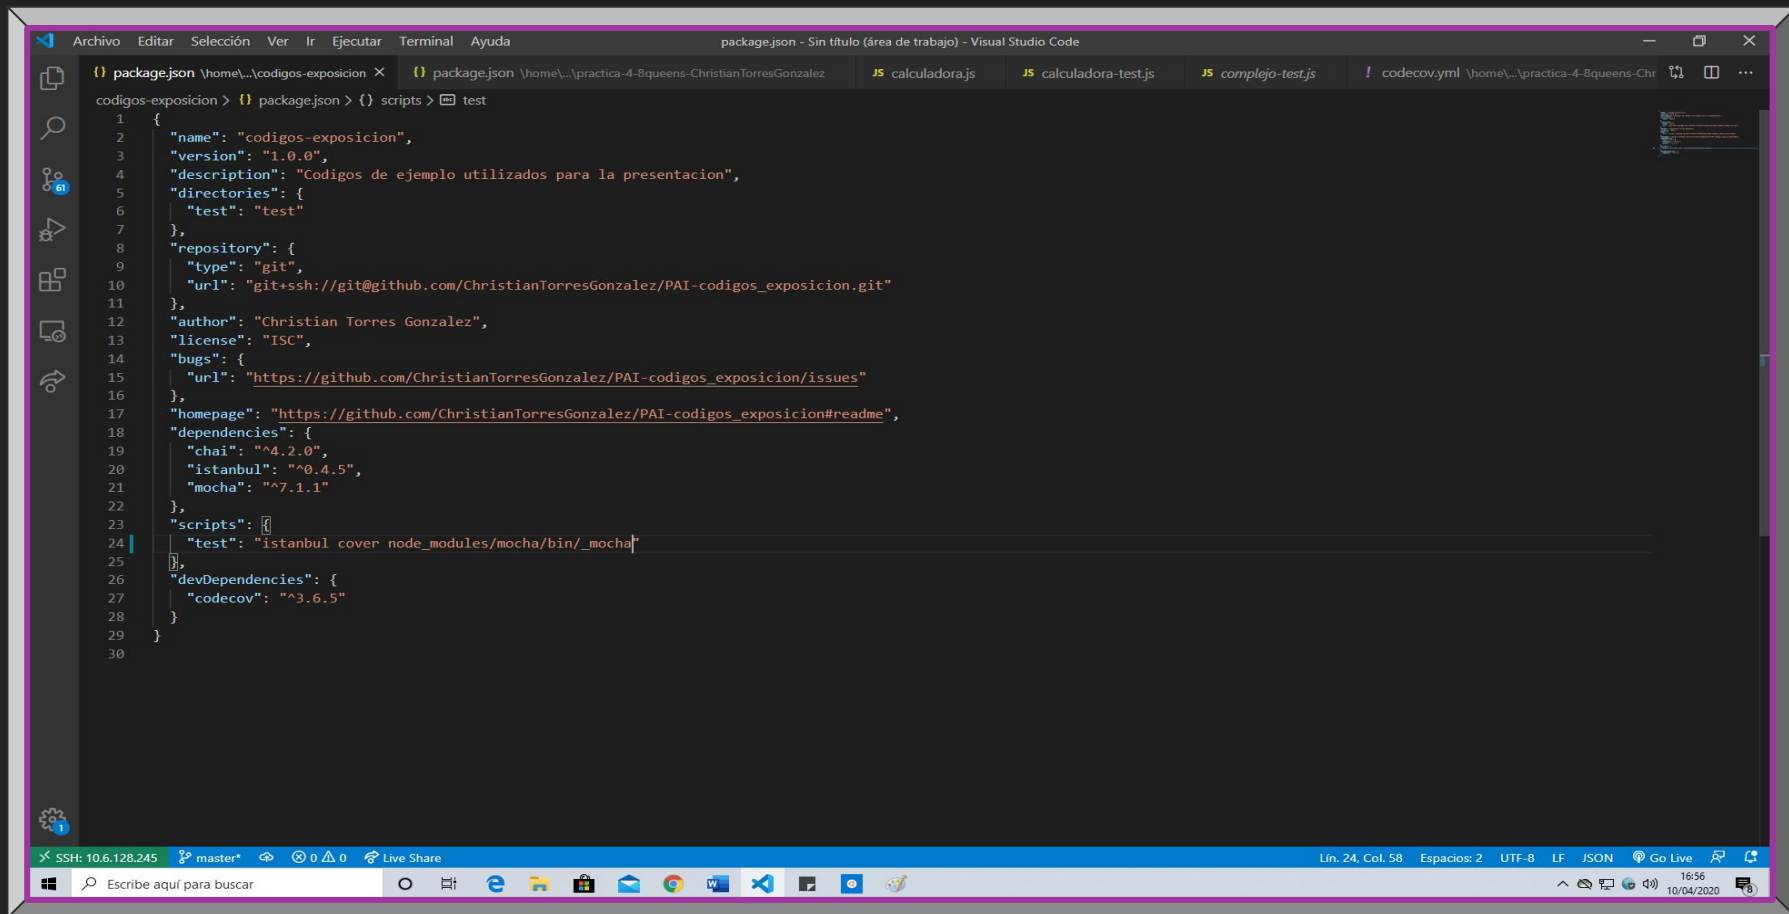 Archivo Editar Selección Ver Ir Ejecutar Terminal Ayuda package.json - Sin título (área de trabajo) - Visual Studio Code
{} package.json \home\...\codigos-exposicion × {} package.json \home\...\practica-4-8queens-ChristianTorresGonzalez JS calculadora.js JS calculadora-test.js JS complejo-test.js ! codecov.yml \home\...\practica-4-8queens-Chr ...
codigos-exposicion > {} package.json > {} scripts > abc test
1 {
2 "name": "codigos-exposicion",
3 "version": "1.0.0",
4 "description": "Codigos de ejemplo utilizados para la presentacion",
5 "directories": {
6 "test": "test"
7 },
8 "repository": {
9 "type": "git",
10 "url": "git+ssh://git@github.com/ChristianTorresGonzalez/PAI-codigos_exposicion.git"
11 },
12 "author": "Christian Torres Gonzalez",
13 "license": "ISC",
14 "bugs": {
15 "url": "https://github.com/ChristianTorresGonzalez/PAI-codigos_exposicion/issues"
16 },
17 "homepage": "https://github.com/ChristianTorresGonzalez/PAI-codigos_exposicion#readme",
18 "dependencies": {
19 "chai": "^4.2.0",
20 "istanbul": "^0.4.5",
21 "mocha": "^7.1.1"
22 },
23 "scripts": {
24 "test": "istanbul cover node_modules/mocha/bin/_mocha"
25 },
26 "devDependencies": {
27 "codecov": "^3.6.5"
28 }
29 }
30
61
1
SSH: 10.6.128.245 master* 0 0 Live Share Lín. 24, Col. 58 Espacios: 2 UTF-8 LF JSON Go Live
Escribe aquí para buscar 16:56
10/04/2020 8